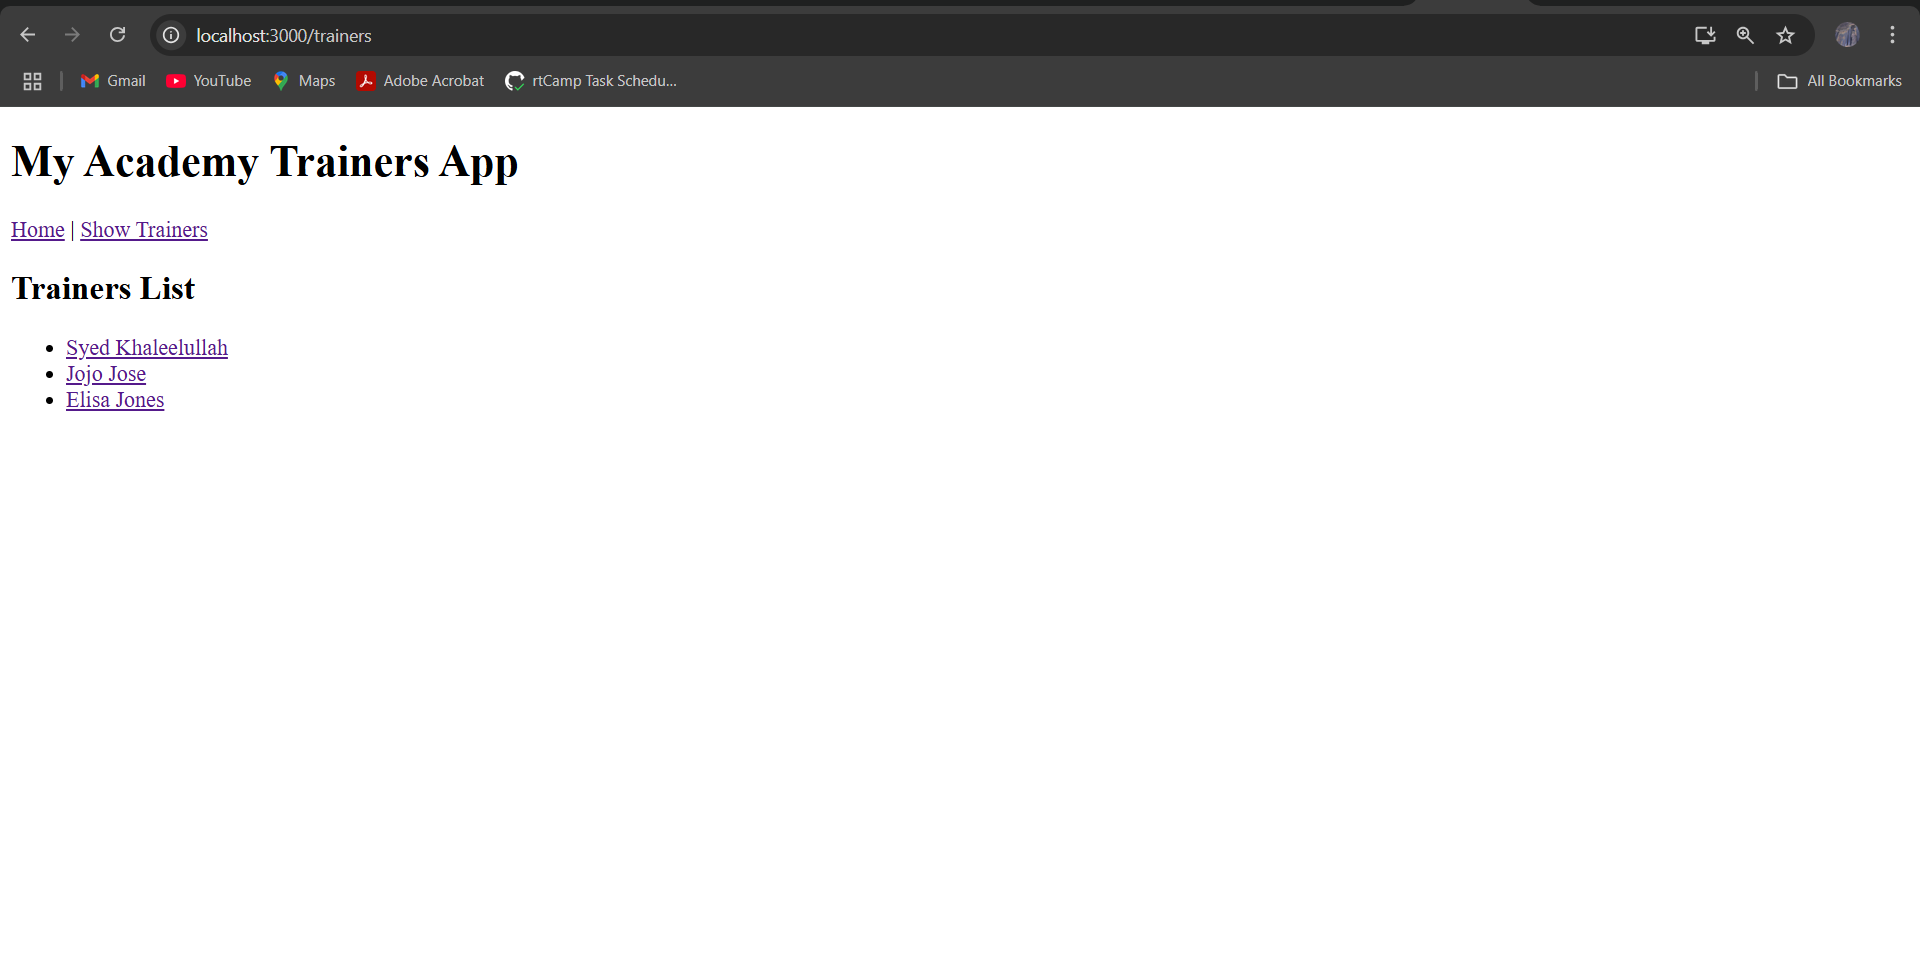 localhost:3000/trainers
Gmail YouTube Maps Adobe Acrobat rtCamp Task Schedu... All Bookmarks
My Academy Trainers App
Home | Show Trainers
Trainers List
Syed Khaleelullah
Jojo Jose
Elisa Jones